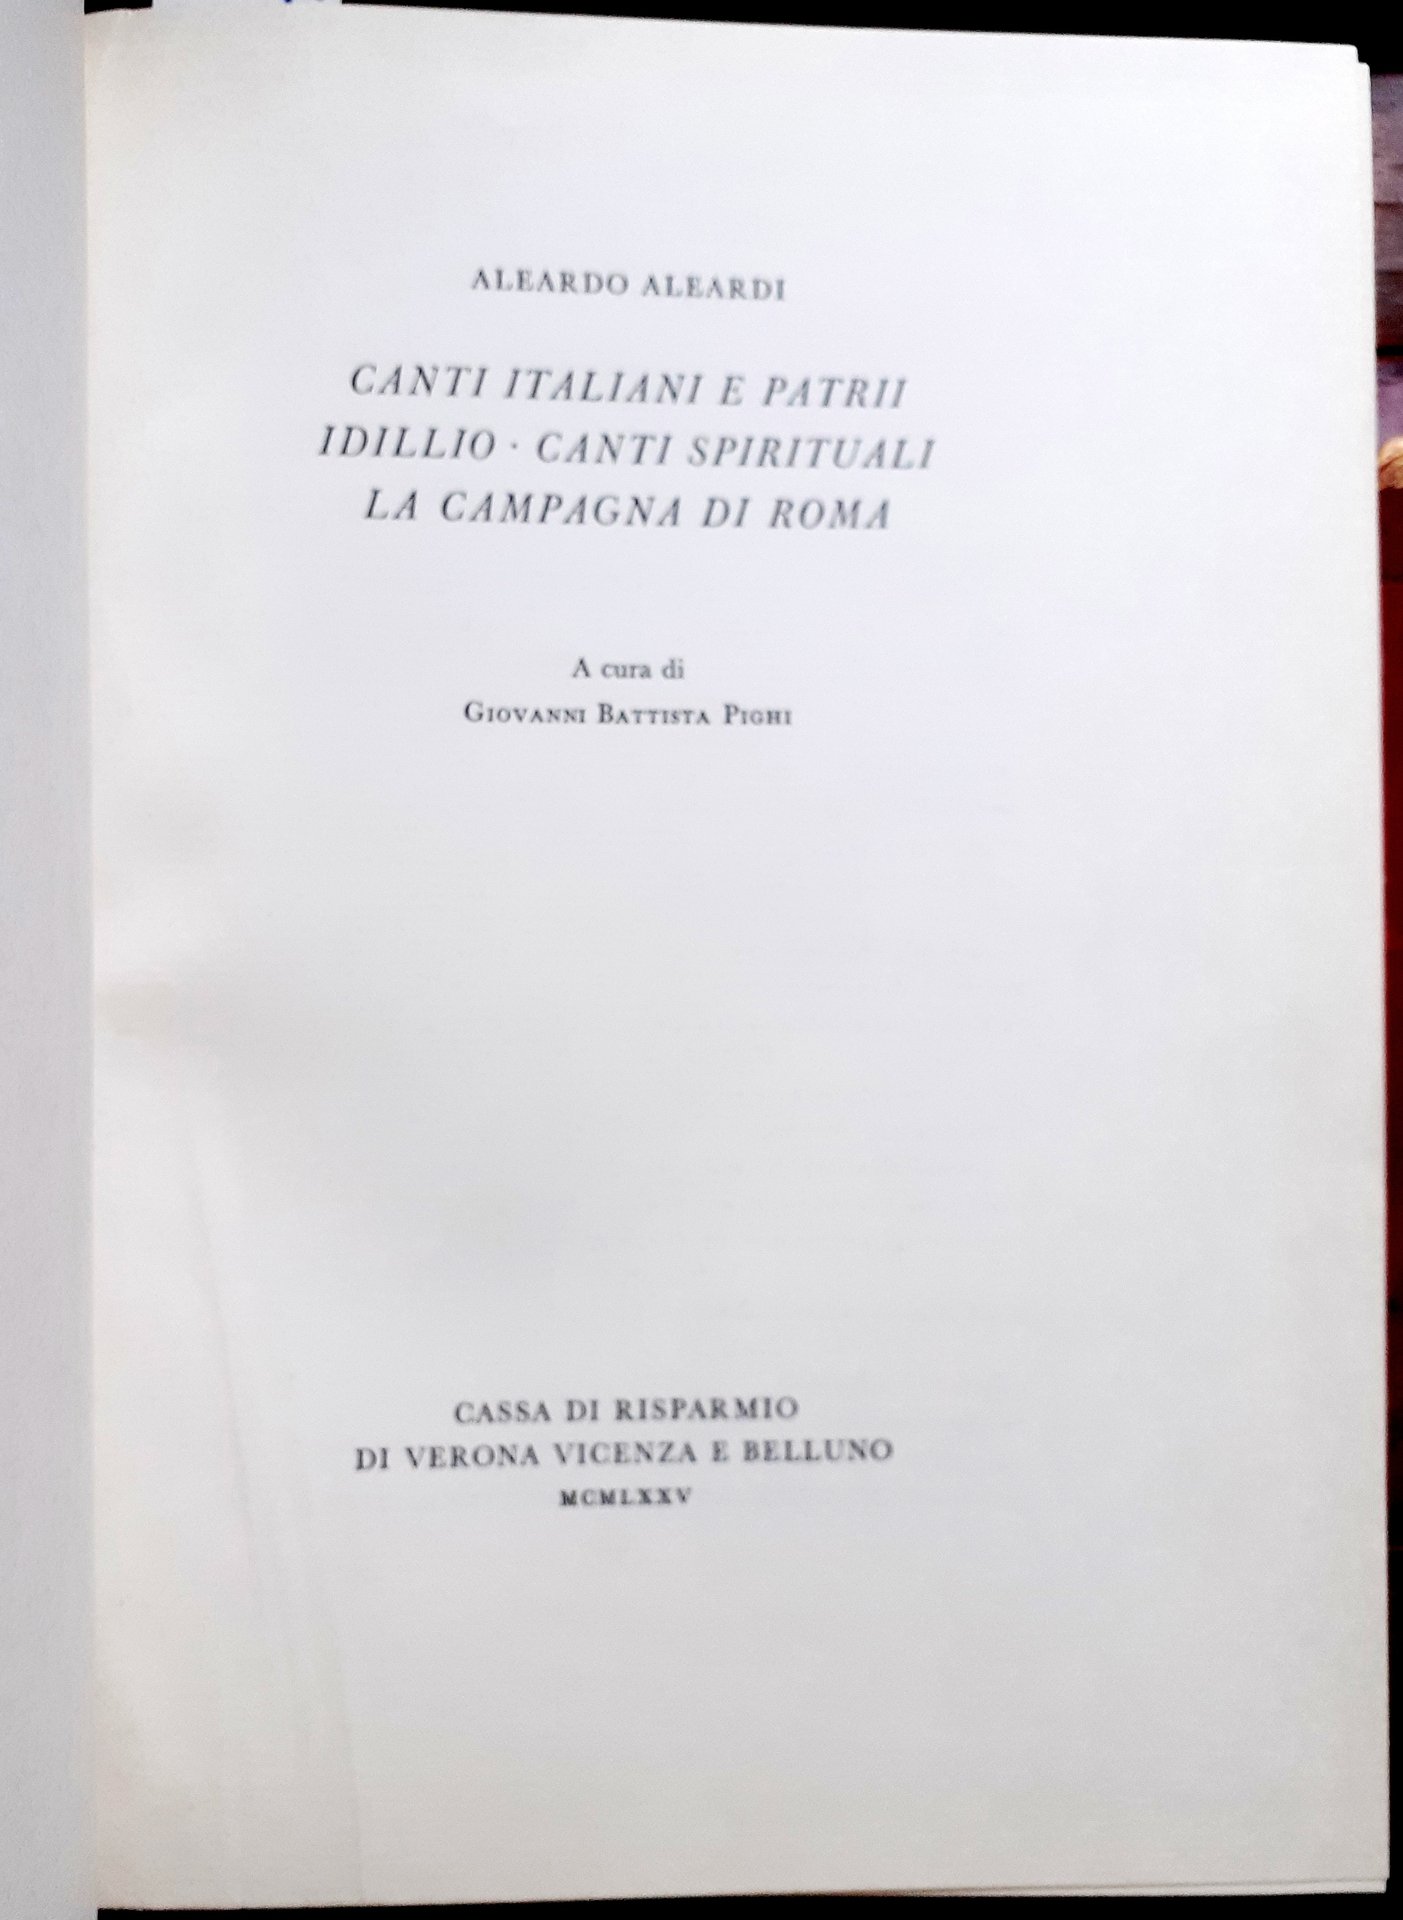 ALEARDO ALEARDI
CANTI ITALIANI E PATRII
IDILLIO · CANTI SPIRITUALI
LA CAMPAGNA DI ROMA
A cura di
GIOVANNI BATTISTA PIGHI
CASSA DI RISPARMIO
DI VERONA VICENZA E BELLUNO
MCMLXXV